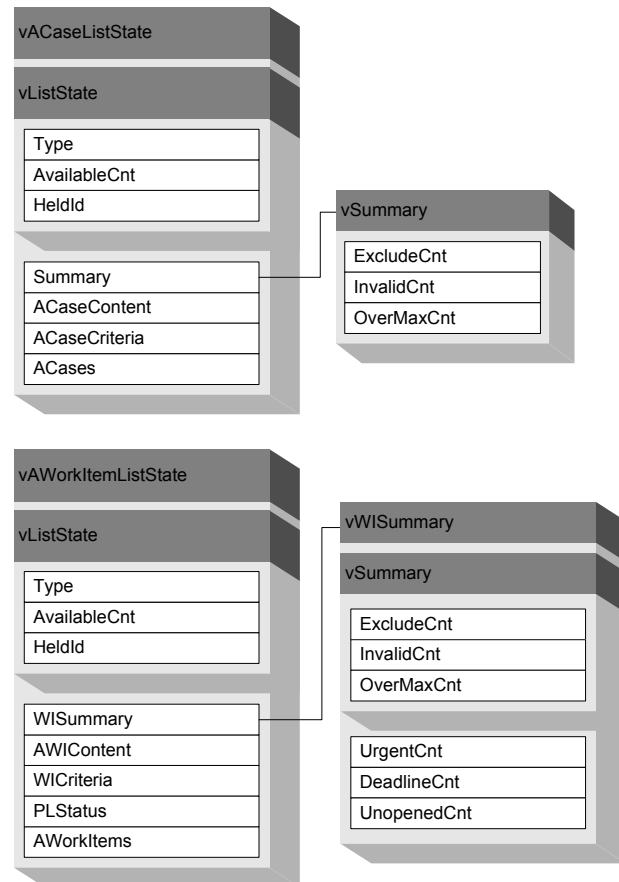 vACaseListState
vListState
Type
AvailableCnt
HeldId
Summary
ACaseContent
ACaseCriteria
ACases
vSummary
ExcludeCnt
InvalidCnt
OverMaxCnt
vAWorkItemListState
vListState
Type
AvailableCnt
HeldId
WISummary
AWIContent
WICriteria
PLStatus
AWorkItems
vWISummary
vSummary
ExcludeCnt
InvalidCnt
OverMaxCnt
UrgentCnt
DeadlineCnt
UnopenedCnt